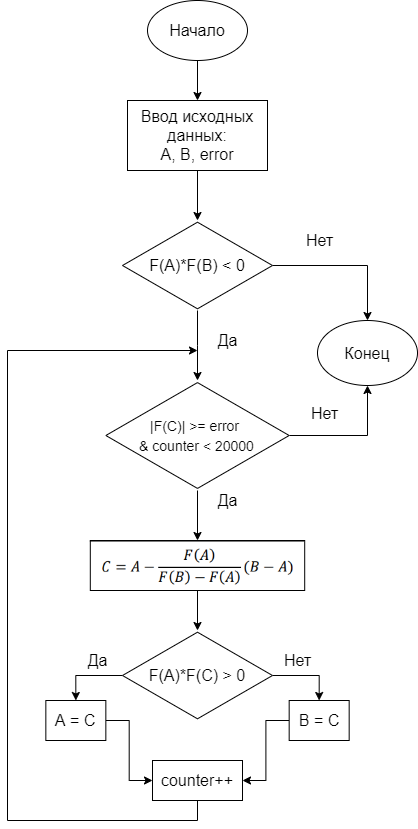 Начало
Ввод исходных
данных:
A, B, error
F(A)*F(B) < 0
Нет
Да
Конец
|F(C)| >= error
& counter < 20000
Нет
Да
C = A − F(A) / F(B) − F(A) (B − A)
F(A)*F(C) > 0
Да
Нет
A = C
B = C
counter++